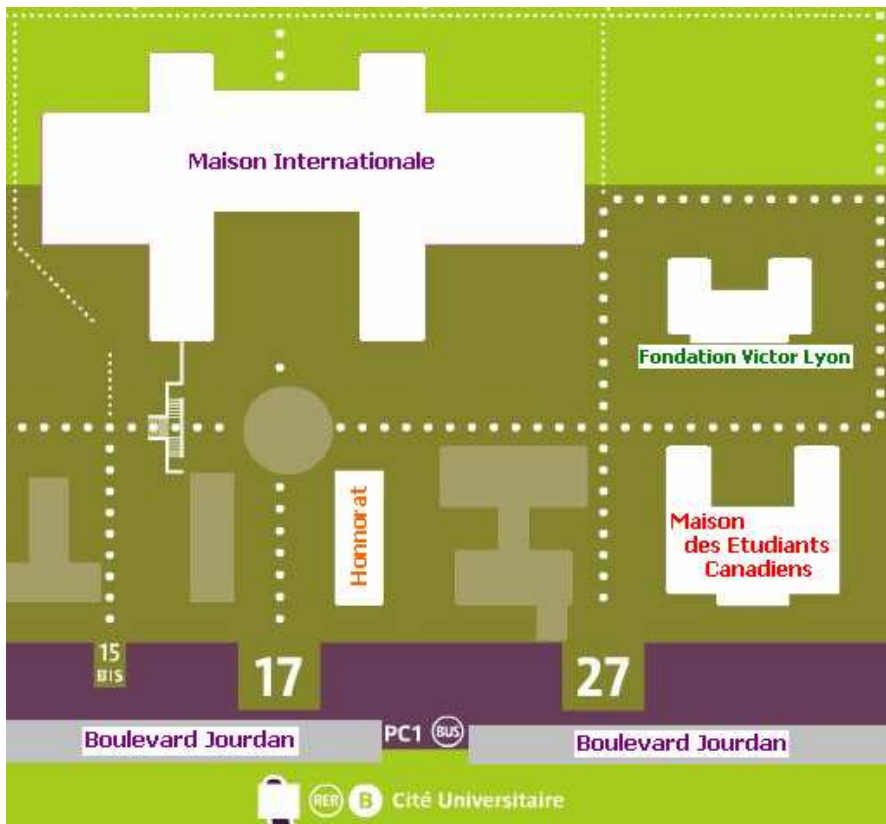 Maison Internationale
Fondation Victor Lyon
Honnorat
Maison
des Etudiants
Canadiens
15
BIS
17
27
PC1 BUS
Boulevard Jourdan
Boulevard Jourdan
RER B Cité Universitaire